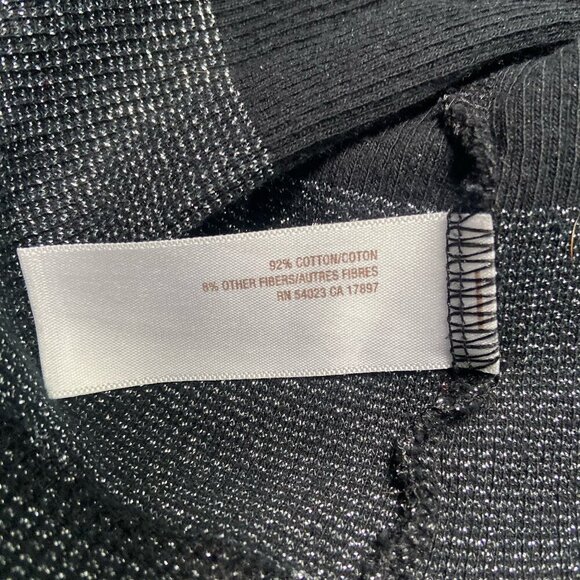 92% COTTON/COTON
8% OTHER FIBERS/AUTRES FIBRES
RN 54023 CA 17897